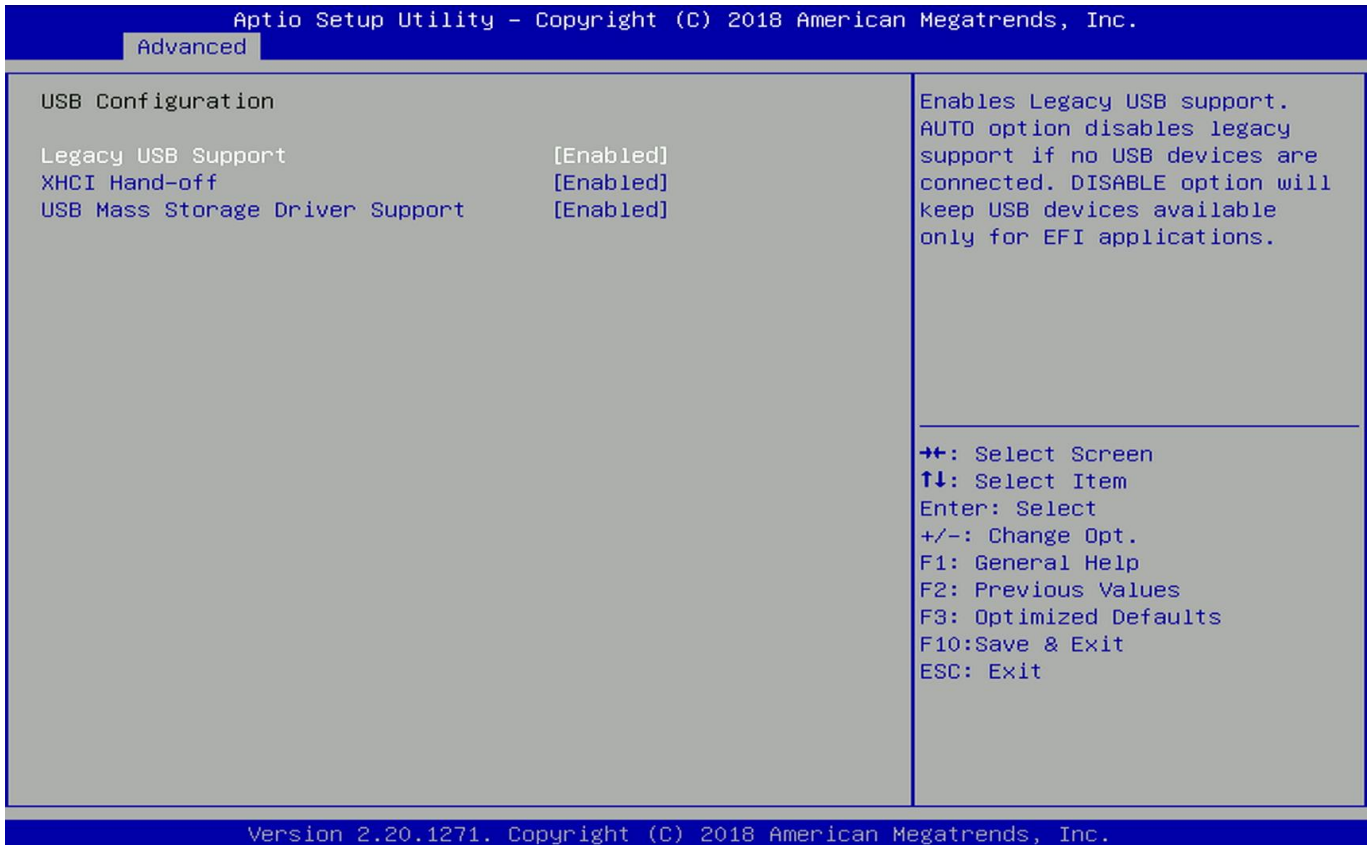 Aptio Setup Utility – Copyright (C) 2018 American Megatrends, Inc.
Advanced
USB Configuration
Legacy USB Support [Enabled]
XHCI Hand-off [Enabled]
USB Mass Storage Driver Support [Enabled]
Enables Legacy USB support.
AUTO option disables legacy
support if no USB devices are
connected. DISABLE option will
keep USB devices available
only for EFI applications.
→←: Select Screen
↑↓: Select Item
Enter: Select
+/-: Change Opt.
F1: General Help
F2: Previous Values
F3: Optimized Defaults
F10:Save & Exit
ESC: Exit
Version 2.20.1271. Copyright (C) 2018 American Megatrends, Inc.